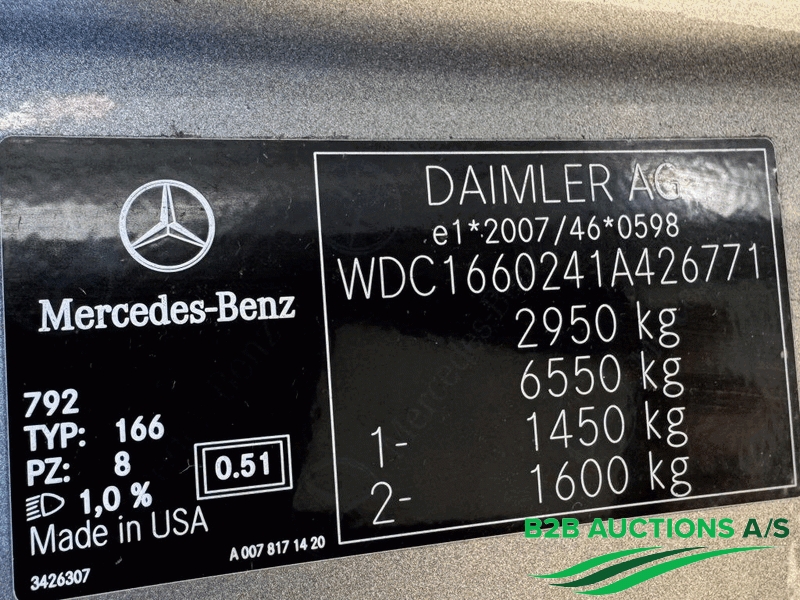 Mercedes-Benz
792
TYP: 166
PZ: 8
0.51
1,0 %
Made in USA
3426307
A 007 817 14 20
DAIMLER AG
e1*2007/46*0598
WDC1660241A426771
2950 kg
6550 kg
1- 1450 kg
2- 1600 kg
B2B AUCTIONS A/S